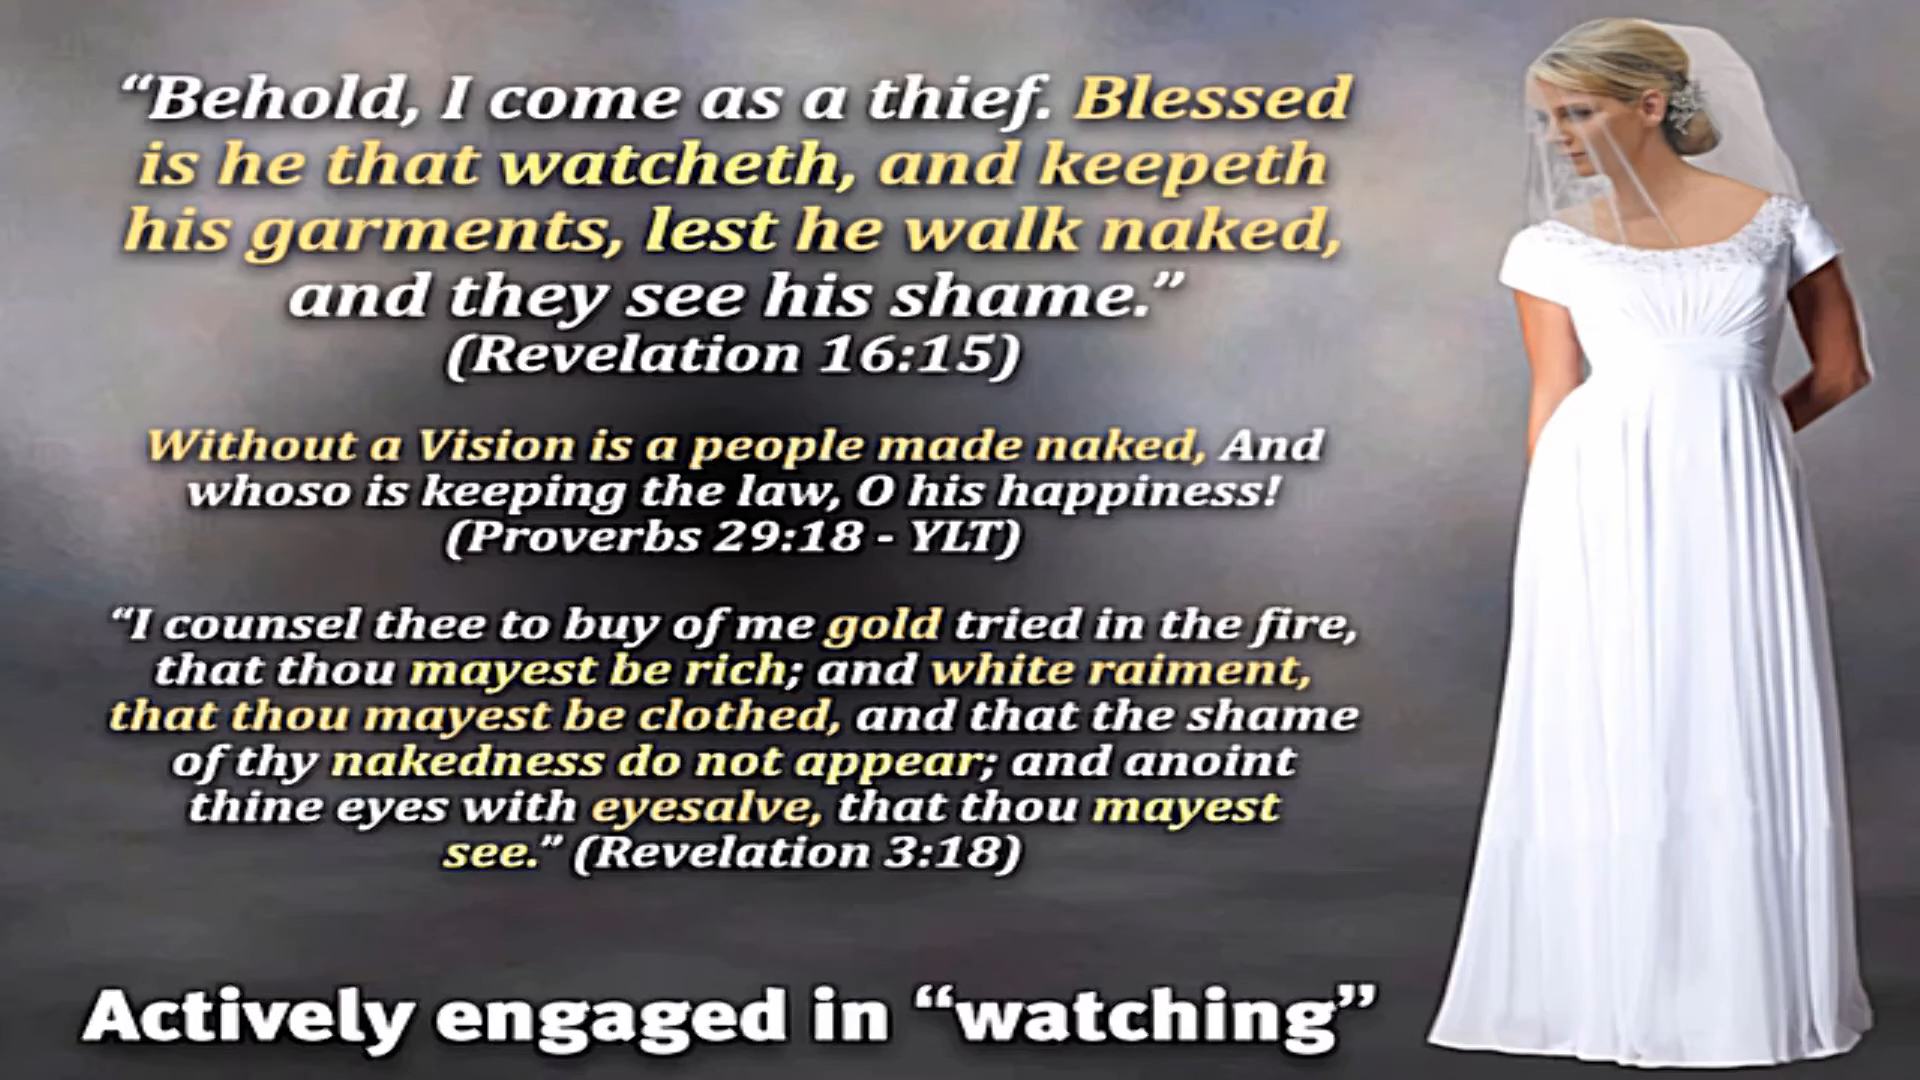 “Behold, I come as a thief. Blessed
is he that watcheth, and keepeth
his garments, lest he walk naked,
and they see his shame.”
(Revelation 16:15)
Without a Vision is a people made naked, And
whoso is keeping the law, O his happiness!
(Proverbs 29:18 - YLT)
“I counsel thee to buy of me gold tried in the fire,
that thou mayest be rich; and white raiment,
that thou mayest be clothed, and that the shame
of thy nakedness do not appear; and anoint
thine eyes with eyesalve, that thou mayest
see.” (Revelation 3:18)
Actively engaged in “watching”